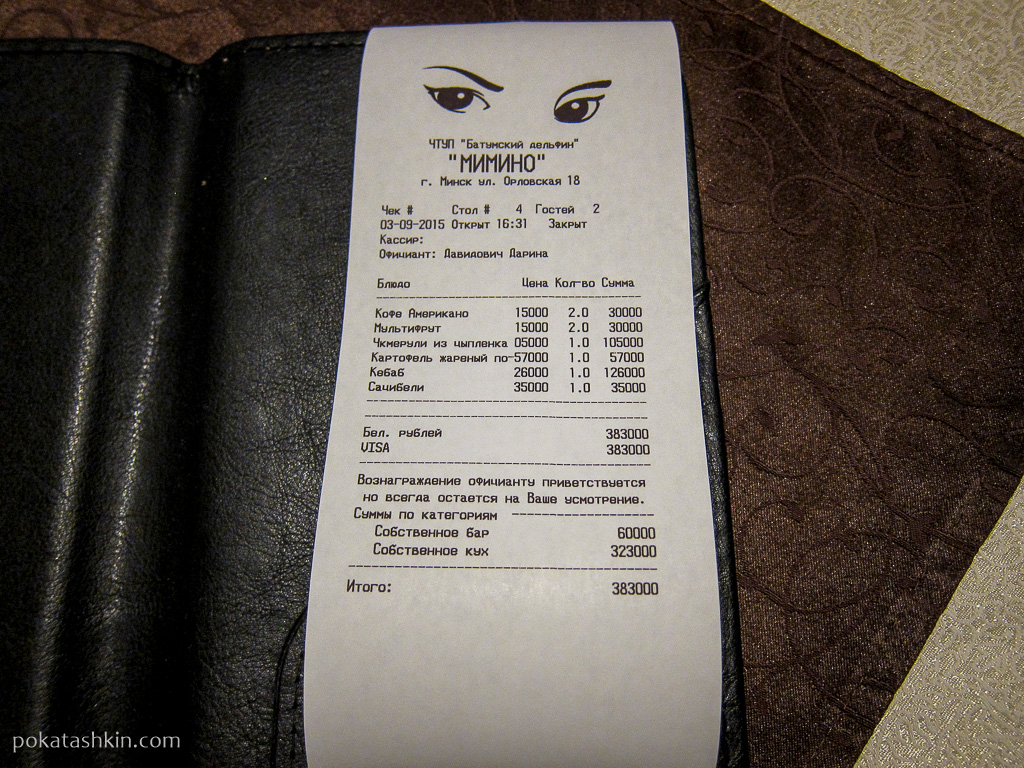 ЧТУП "Батумский дельфин"
"МИМИНО"
г. Минск ул. Орловская 18
Чек # Стол # 4 Гостей 2
03-09-2015 Открыт 16:31 Закрыт
Кассир:
Официант: Давидович Дарина
Блюдо Цена Кол-во Сумма
Кофе Американо 15000 2.0 30000
Мультифрут 15000 2.0 30000
Чкмерули из цыпленка 05000 1.0 105000
Картофель жареный по-57000 1.0 57000
Кебаб 26000 1.0 126000
Сацибели 35000 1.0 35000
Бел. рублей 383000
VISA 383000
Вознаграждение официанту приветствуется
но всегда остается на Ваше усмотрение.
Суммы по категориям
Собственное бар 60000
Собственное кух 323000
Итого: 383000
pokatashkin.com